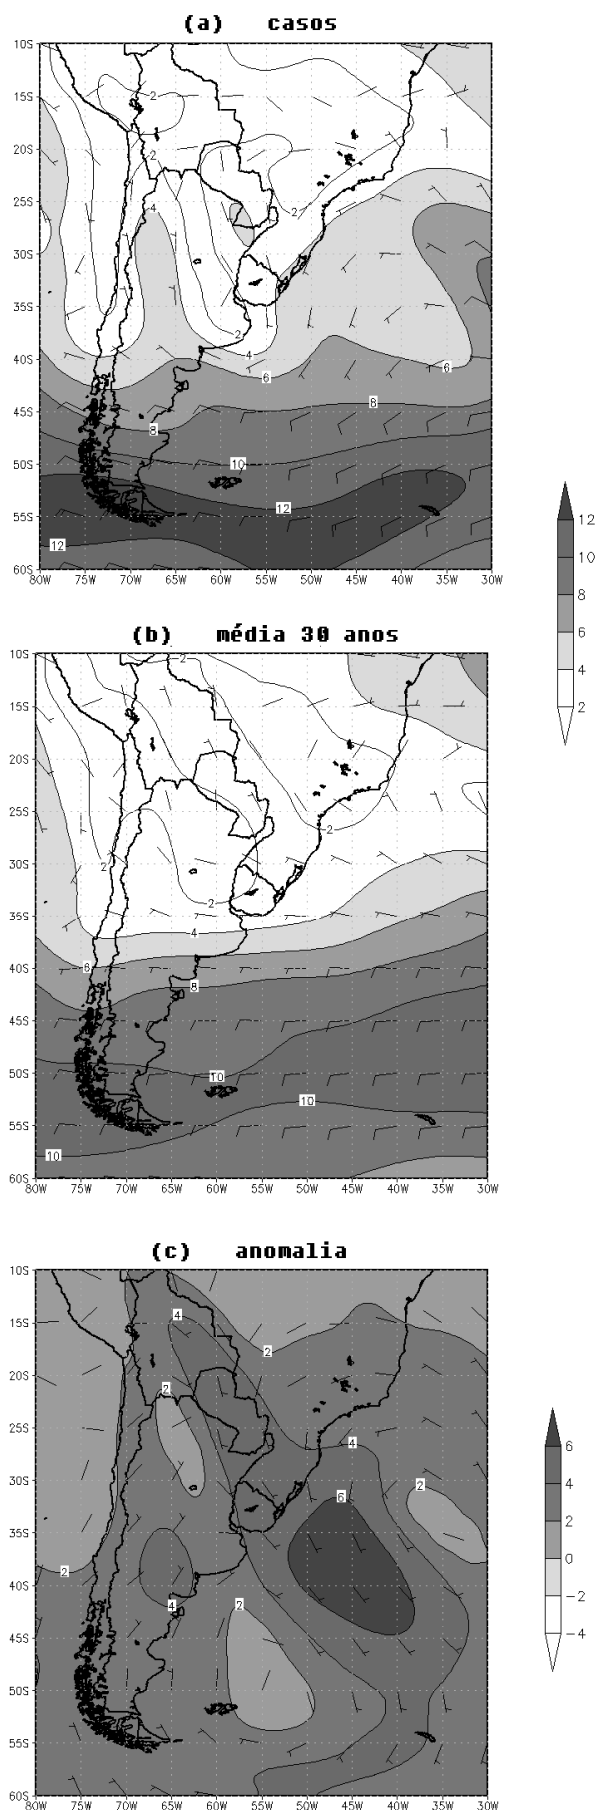 (a) casos
10S
2
15S
20S
2
25S
4
2
30S
35S
2
4
40S
6
6
45S
8
8
50S
10
12
55S
12
60S
80W 75W 70W 65W 60W 55W 50W 45W 40W 35W 30W
12
10
8
6
4
2
(b) média 30 anos
10S
2
15S
20S
25S
2
30S
2
2
35S
4
40S
6
8
45S
50S
10
10
55S
10
60S
80W 75W 70W 65W 60W 55W 50W 45W 40W 35W 30W
(c) anomalia
10S
4
15S
2
20S
2
25S
4
30S
2
6
35S
2
40S
4
2
45S
50S
55S
60S
80W 75W 70W 65W 60W 55W 50W 45W 40W 35W 30W
6
4
2
0
−2
−4